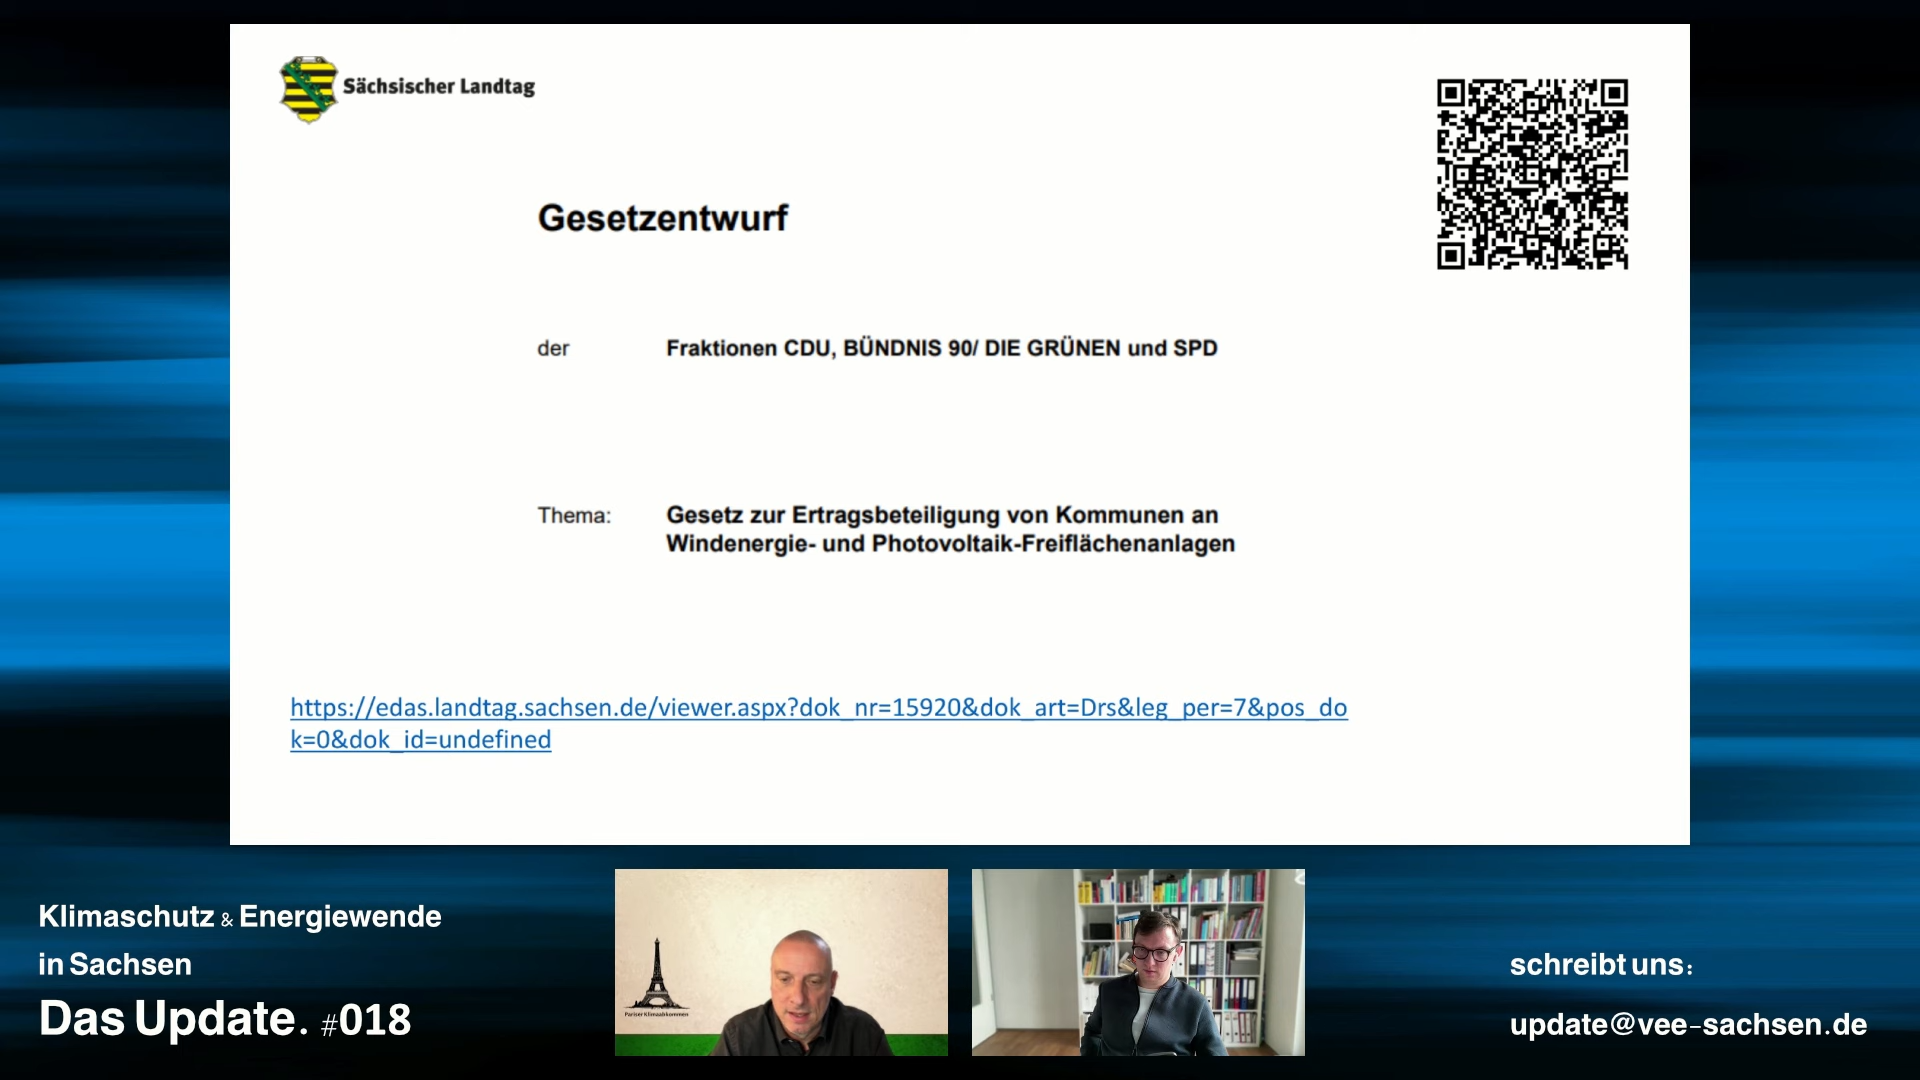 Sächsischer Landtag
Gesetzentwurf
der Fraktionen CDU, BÜNDNIS 90/ DIE GRÜNEN und SPD
Thema: Gesetz zur Ertragsbeteiligung von Kommunen an
Windenergie- und Photovoltaik-Freiflächenanlagen
https://edas.landtag.sachsen.de/viewer.aspx?dok_nr=15920&dok_art=Drs&leg_per=7&pos_do
k=0&dok_id=undefined
Klimaschutz & Energiewende
in Sachsen
Das Update. #018
Pariser Klimaabkommen
schreibt uns:
update@vee-sachsen.de